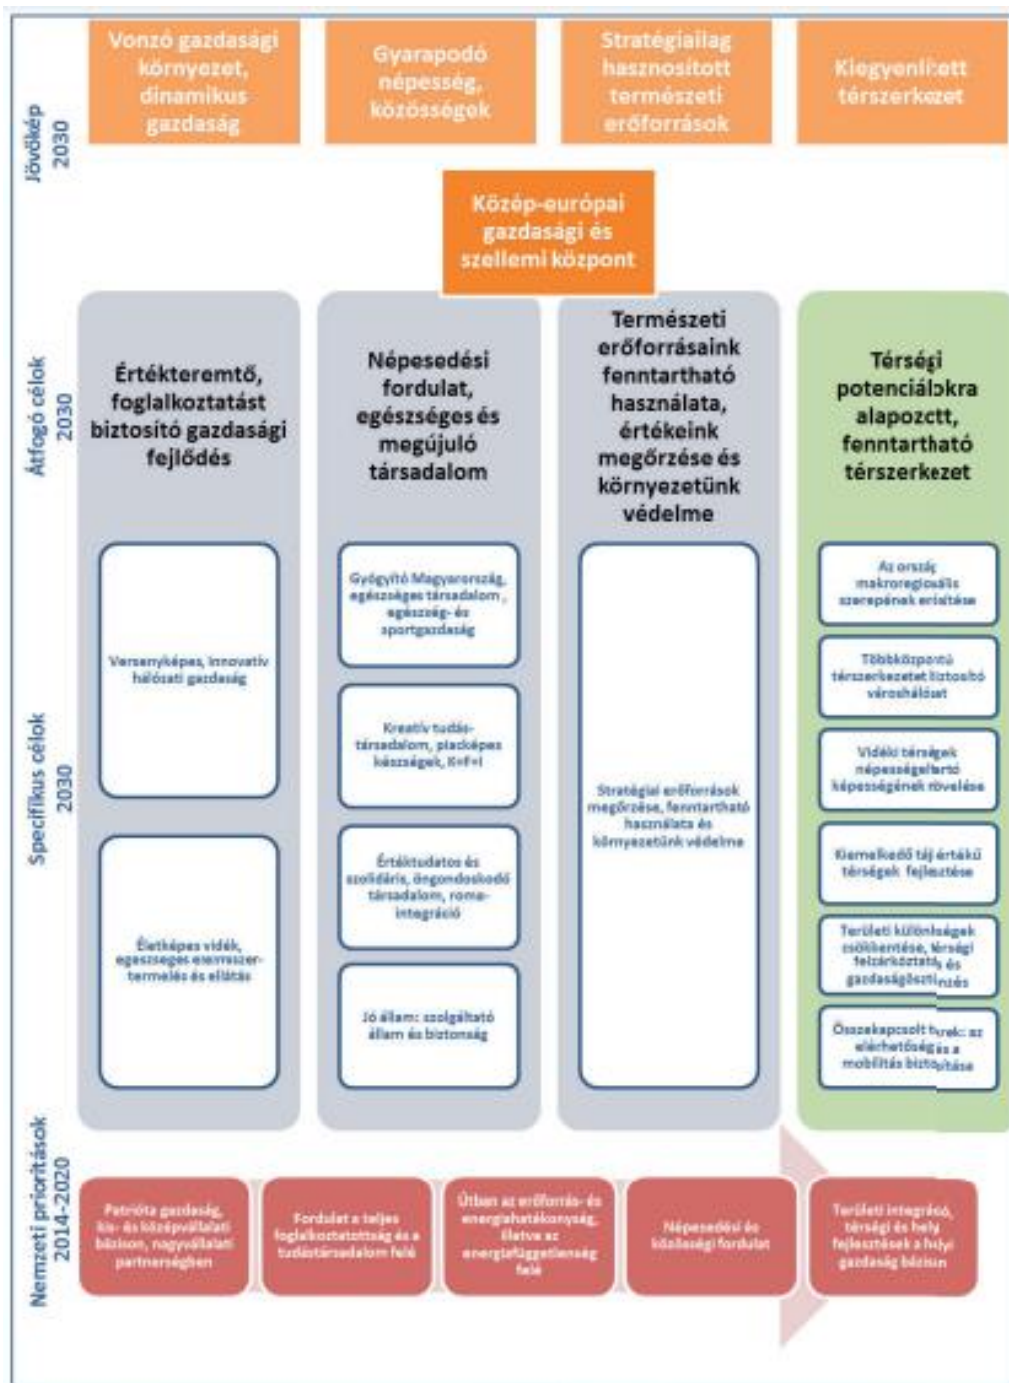 Jövőkép
2030
Vonzó gazdasági
környezet,
dinamikus
gazdaság
Gyarapodó
népesség,
közösségek
Stratégiailag
hasznosított
természeti
erőforrások
Kiegyenlített
térszerkezet
Közép-európai
gazdasági és
szellemi központ
Átfogó célok
2030
Értékteremtő,
foglalkoztatást
biztosító gazdasági
fejlődés
Népesedési
fordulat,
egészséges és
megújuló
társadalom
Természeti
erőforrásaink
fenntartható
használata,
értékeink
megőrzése és
környezetünk
védelme
Térségi
potenciálokra
alapozott,
fenntartható
térszerkezet
Specifikus célok
2030
Versenyképes, innovatív
hálózati gazdaság
Életképes vidék,
egészséges élelmiszer-
termelés és ellátás
Gyógyító Magyarország,
egészséges társadalom ,
egészség- és
sportgazdaság
Kreatív tudás-
társadalom, piacképes
készségek, K+F+I
Értéktudatos és
szolidáris, öngondoskodó
társadalom, roma-
integráció
Jó állam: szolgáltató
állam és biztonság
Stratégiai erőforrások
megőrzése, fenntartható
használata és
környezetünk védelme
Az ország
makroregionális
szerepének erősítése
Többközpontú
térszerkezetet biztosító
városhálózat
Vidéki térségek
népességeltartó
képességének növelése
Kiemelkedő táji értékű
térségek fejlesztése
Területi különbségek
csökkentése, térségi
felzárkóztatás és
gazdaságösztönzés
Összekapcsolt terek: az
elérhetőség és a
mobilitás biztosítása
Nemzeti prioritások
2014-2020
Patrióta gazdaság,
kis- és középvállalati
bázison, nagyvállalati
partnerségben
Fordulat a teljes
foglalkoztatottság és a
tudástársadalom felé
Útban az erőforrás- és
energiahatékonyság,
illetve az
energiafüggetlenség
felé
Népesedési és
közösségi fordulat
Területi integráció,
térségi és helyi
fejlesztések a helyi
gazdaság bázisán